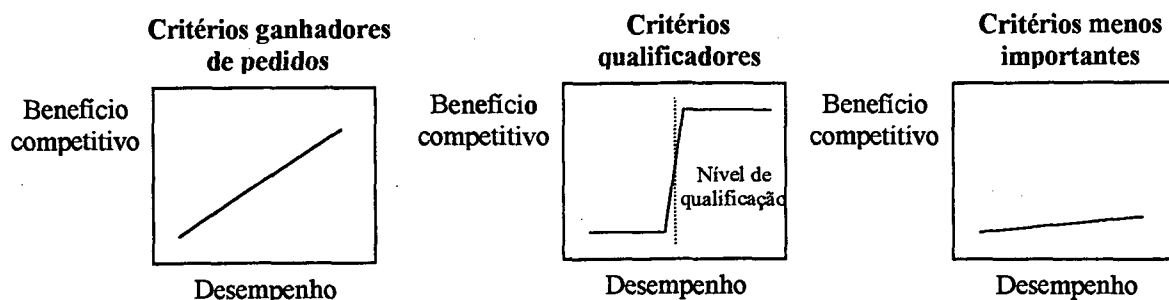 Critérios ganhadores
de pedidos
Benefício
competitivo
Desempenho
Critérios
qualificadores
Benefício
competitivo
Nível de
qualificação
Desempenho
Critérios menos
importantes
Benefício
competitivo
Desempenho